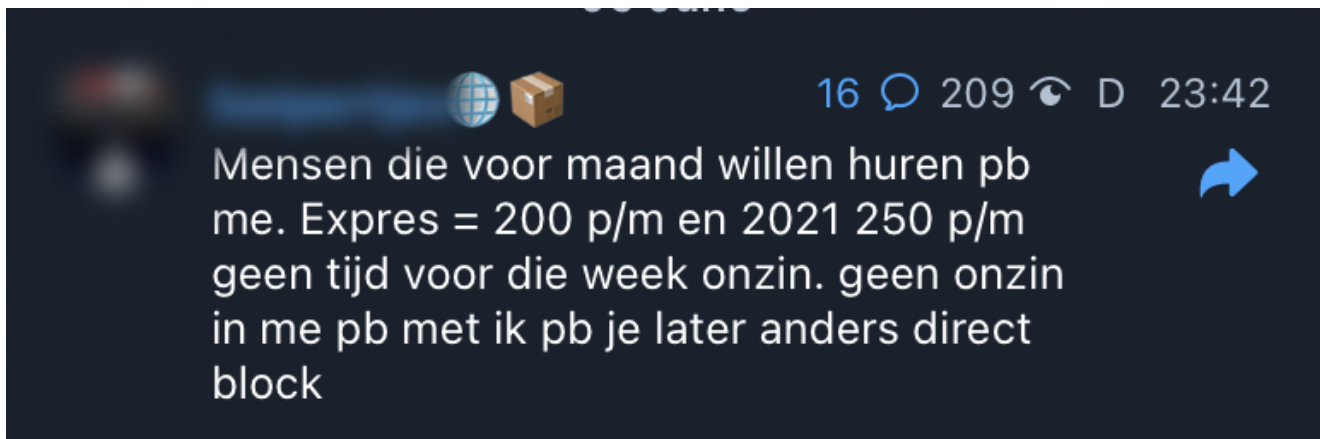 16 209 D 23:42
Mensen die voor maand willen huren pb
me. Expres = 200 p/m en 2021 250 p/m
geen tijd voor die week onzin. geen onzin
in me pb met ik pb je later anders direct
block